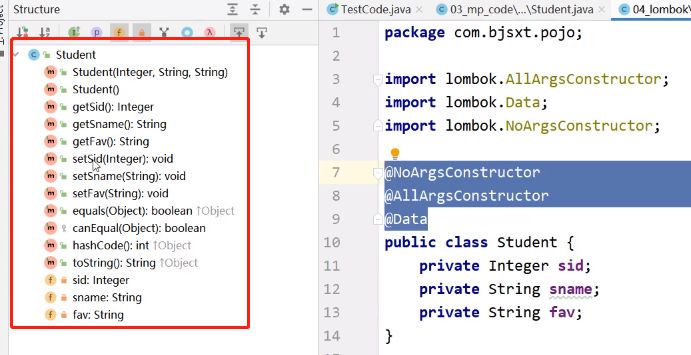 Structure
Student
Student(Integer, String, String)
Student()
getSid(): Integer
getSname(): String
getFav(): String
setSid(Integer): void
setSname(String): void
setFav(String): void
equals(Object): boolean ↑Object
canEqual(Object): boolean
hashCode(): int ↑Object
toString(): String ↑Object
sid: Integer
sname: String
fav: String
TestCode.java
03_mp_code\...\Student.java
04_lombok\
1 package com.bjsxt.pojo;
2
3 import lombok.AllArgsConstructor;
4 import lombok.Data;
5 import lombok.NoArgsConstructor;
6
7 @NoArgsConstructor
8 @AllArgsConstructor
9 @Data
10 public class Student {
11 private Integer sid;
12 private String sname;
13 private String fav;
14 }